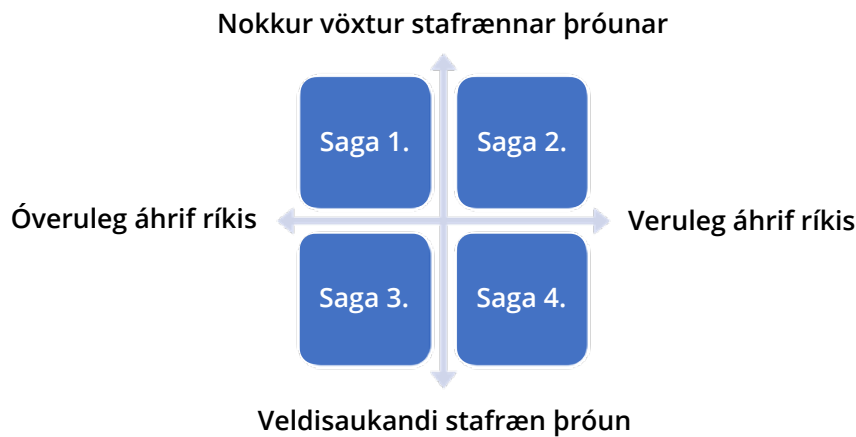 Nokkur vöxtur stafrænnar þróunar
Saga 1.
Saga 2.
Óveruleg áhrif ríkis
Veruleg áhrif ríkis
Saga 3.
Saga 4.
Veldisaukandi stafræn þróun